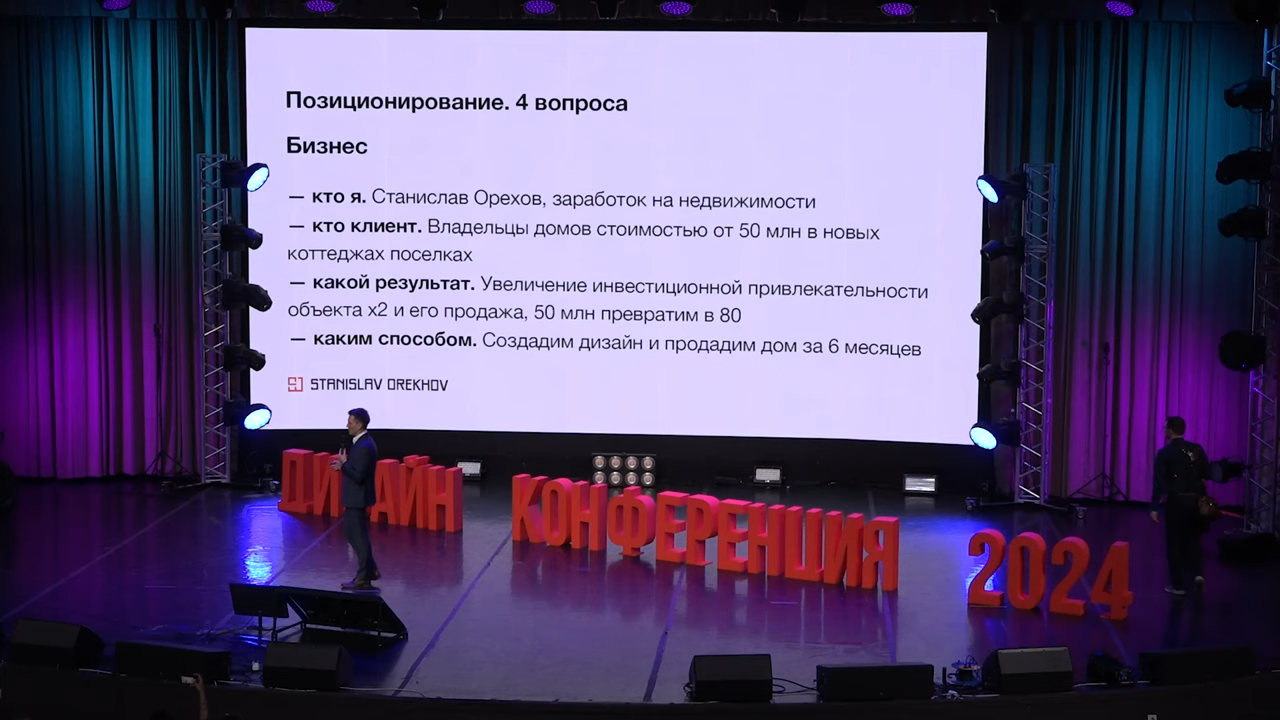 Позиционирование. 4 вопроса
Бизнес
— кто я. Станислав Орехов, заработок на недвижимости
— кто клиент. Владельцы домов стоимостью от 50 млн в новых
коттеджах поселках
— какой результат. Увеличение инвестиционной привлекательности
объекта х2 и его продажа, 50 млн превратим в 80
— каким способом. Создадим дизайн и продадим дом за 6 месяцев
STANISLAV OREKHOV
ДИЗАЙН КОНФЕРЕНЦИЯ 2024